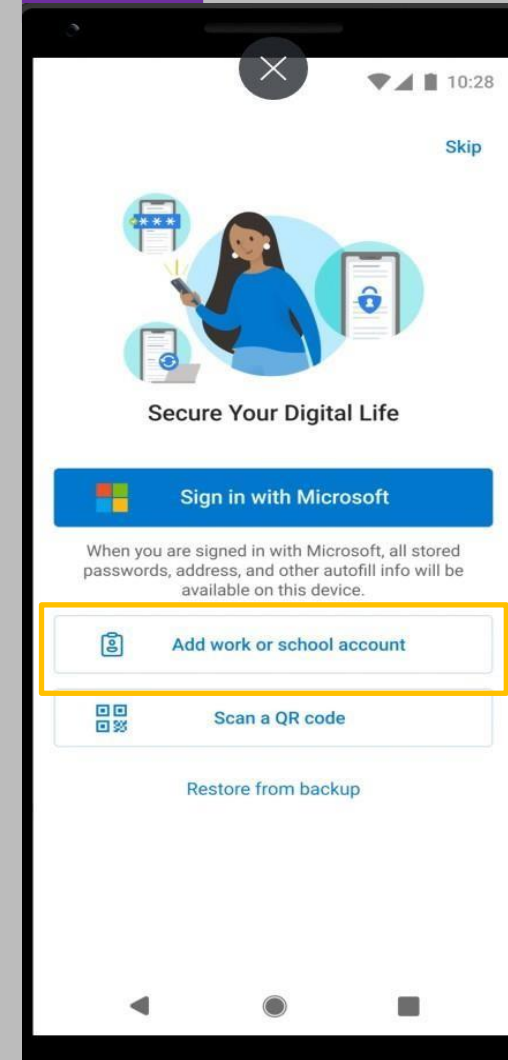 10:28
Skip
****
Secure Your Digital Life
Sign in with Microsoft
When you are signed in with Microsoft, all stored
passwords, address, and other autofill info will be
available on this device.
Add work or school account
Scan a QR code
Restore from backup